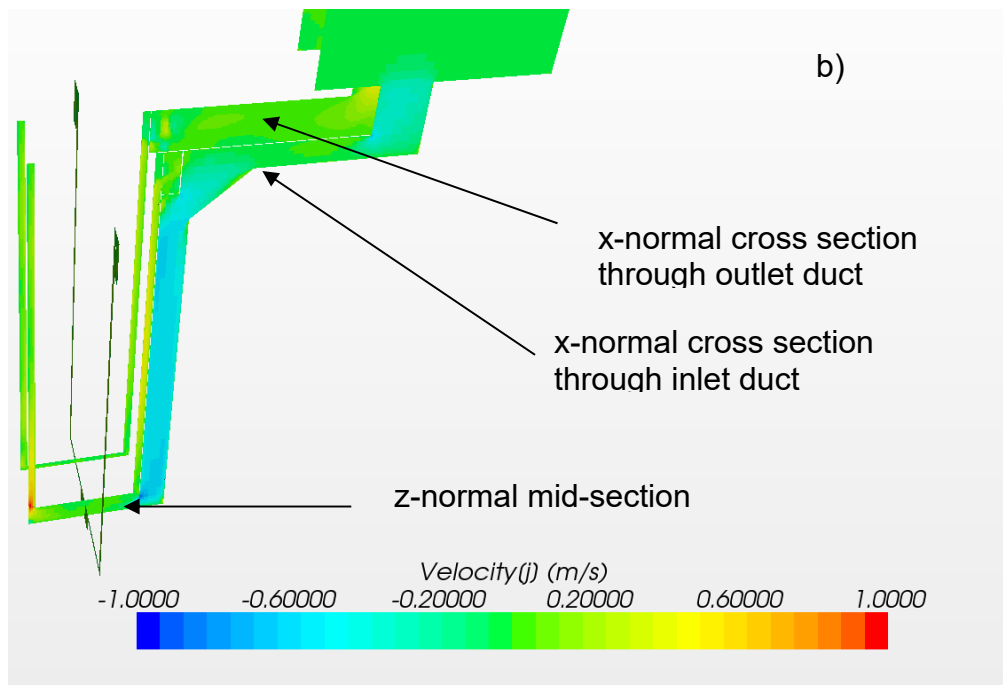 b)
x-normal cross section
through outlet duct
x-normal cross section
through inlet duct
z-normal mid-section
Velocity[j] (m/s)
-1.0000 -0.60000 -0.20000 0.20000 0.60000 1.0000